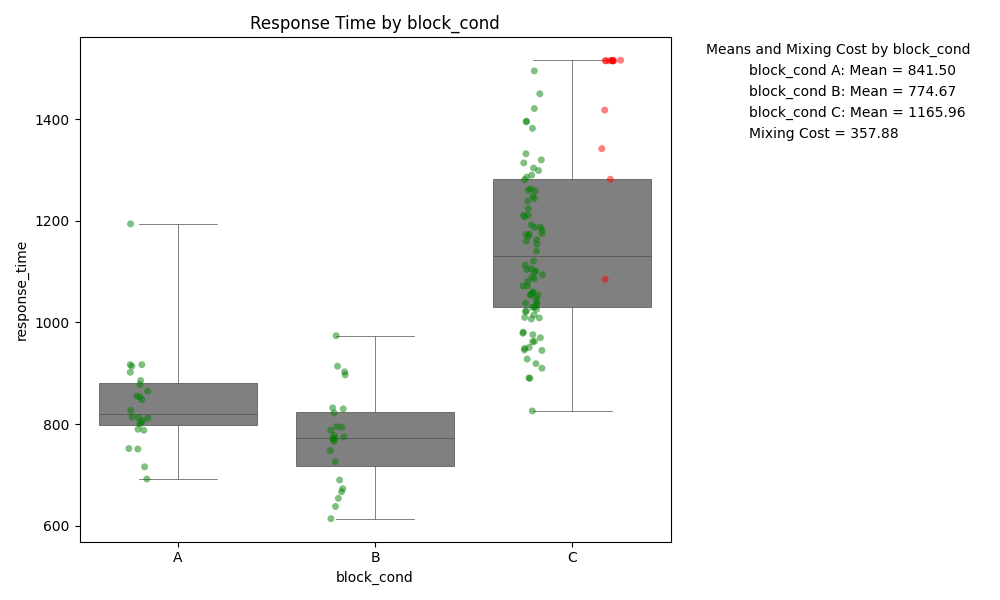 Response Time by block_cond
Means and Mixing Cost by block_cond
block_cond A: Mean = 841.50
block_cond B: Mean = 774.67
block_cond C: Mean = 1165.96
Mixing Cost = 357.88
response_time
1400
1200
1000
800
600
A
B
C
block_cond